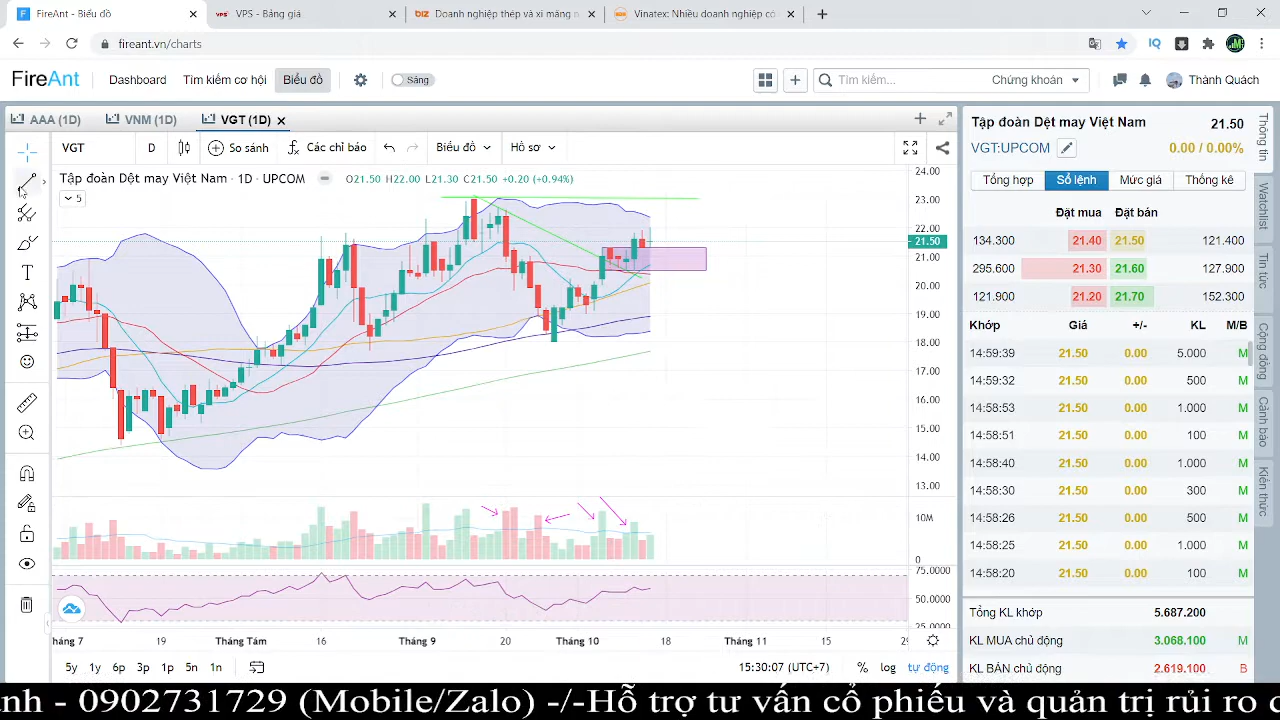 FireAnt - Biểu đồ
VPS - Bảng giá
Doanh nghiệp thép và xi măng n
Vinatex: Nhiều doanh nghiệp có
fireant.vn/charts
FireAnt
Dashboard
Tìm kiếm cơ hội
Biểu đồ
Sáng
Tìm kiếm...
Chứng khoán
Thành Quách
AAA (1D)
VNM (1D)
VGT (1D)
VGT
D
So sánh
Các chỉ báo
Biểu đồ
Hồ sơ
Tập đoàn Dệt may Việt Nam · 1D · UPCOM
O21.50 H22.00 L21.30 C21.50 +0.20 (+0.94%)
5
24.00
23.00
22.00
21.50
21.00
20.00
19.00
18.00
17.00
16.00
15.00
14.00
13.00
10M
0
75.0000
50.0000
25.0000
háng 7
19
Tháng Tám
16
Tháng 9
20
Tháng 10
18
Tháng 11
15
29
5y 1y 6p 3p 1p 5n 1n
15:30:07 (UTC+7)
% log tự động
Tập đoàn Dệt may Việt Nam
21.50
VGT:UPCOM
0.00 / 0.00%
Tổng hợp
Sổ lệnh
Mức giá
Thống kê
Đặt mua Đặt bán
134.300 21.40 21.50 121.400
295.600 21.30 21.60 127.900
121.900 21.20 21.70 152.300
Khớp Giá +/- KL M/B
14:59:39 21.50 0.00 5.000 M
14:59:32 21.50 0.00 500 M
14:58:53 21.50 0.00 1.000 M
14:58:51 21.50 0.00 100 M
14:58:40 21.50 0.00 1.000 M
14:58:30 21.50 0.00 300 M
14:58:26 21.50 0.00 500 M
14:58:25 21.50 0.00 1.000 M
14:58:20 21.50 0.00 100 M
Tổng KL khớp 5.687.200
KL MUA chủ động 3.068.100 M
KL BÁN chủ động 2.619.100 B
Thông tin
Watchlist
Tin tức
Cộng đồng
Cảnh báo
Kiến thức
nh - 0902731729 (Mobile/Zalo) -/-Hỗ trợ tư vấn cổ phiếu và quản trị rủi ro